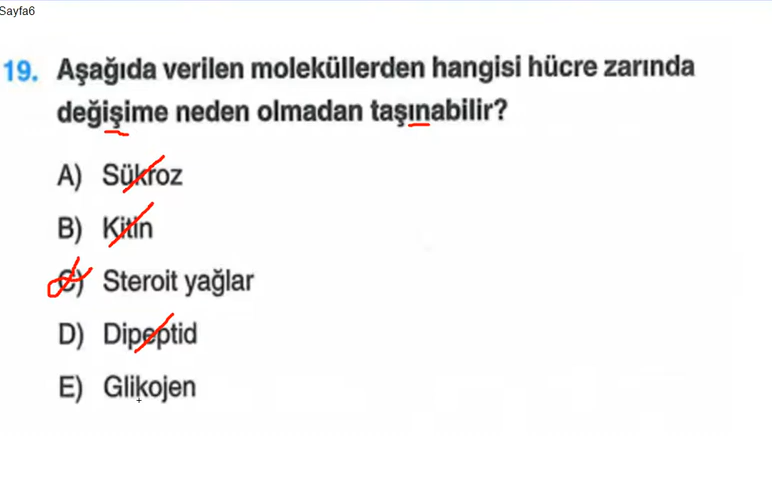 Sayfa6
19. Aşağıda verilen moleküllerden hangisi hücre zarında
değişime neden olmadan taşınabilir?
A) Sükroz
B) Kitin
C) Steroit yağlar
D) Dipeptid
E) Glikojen